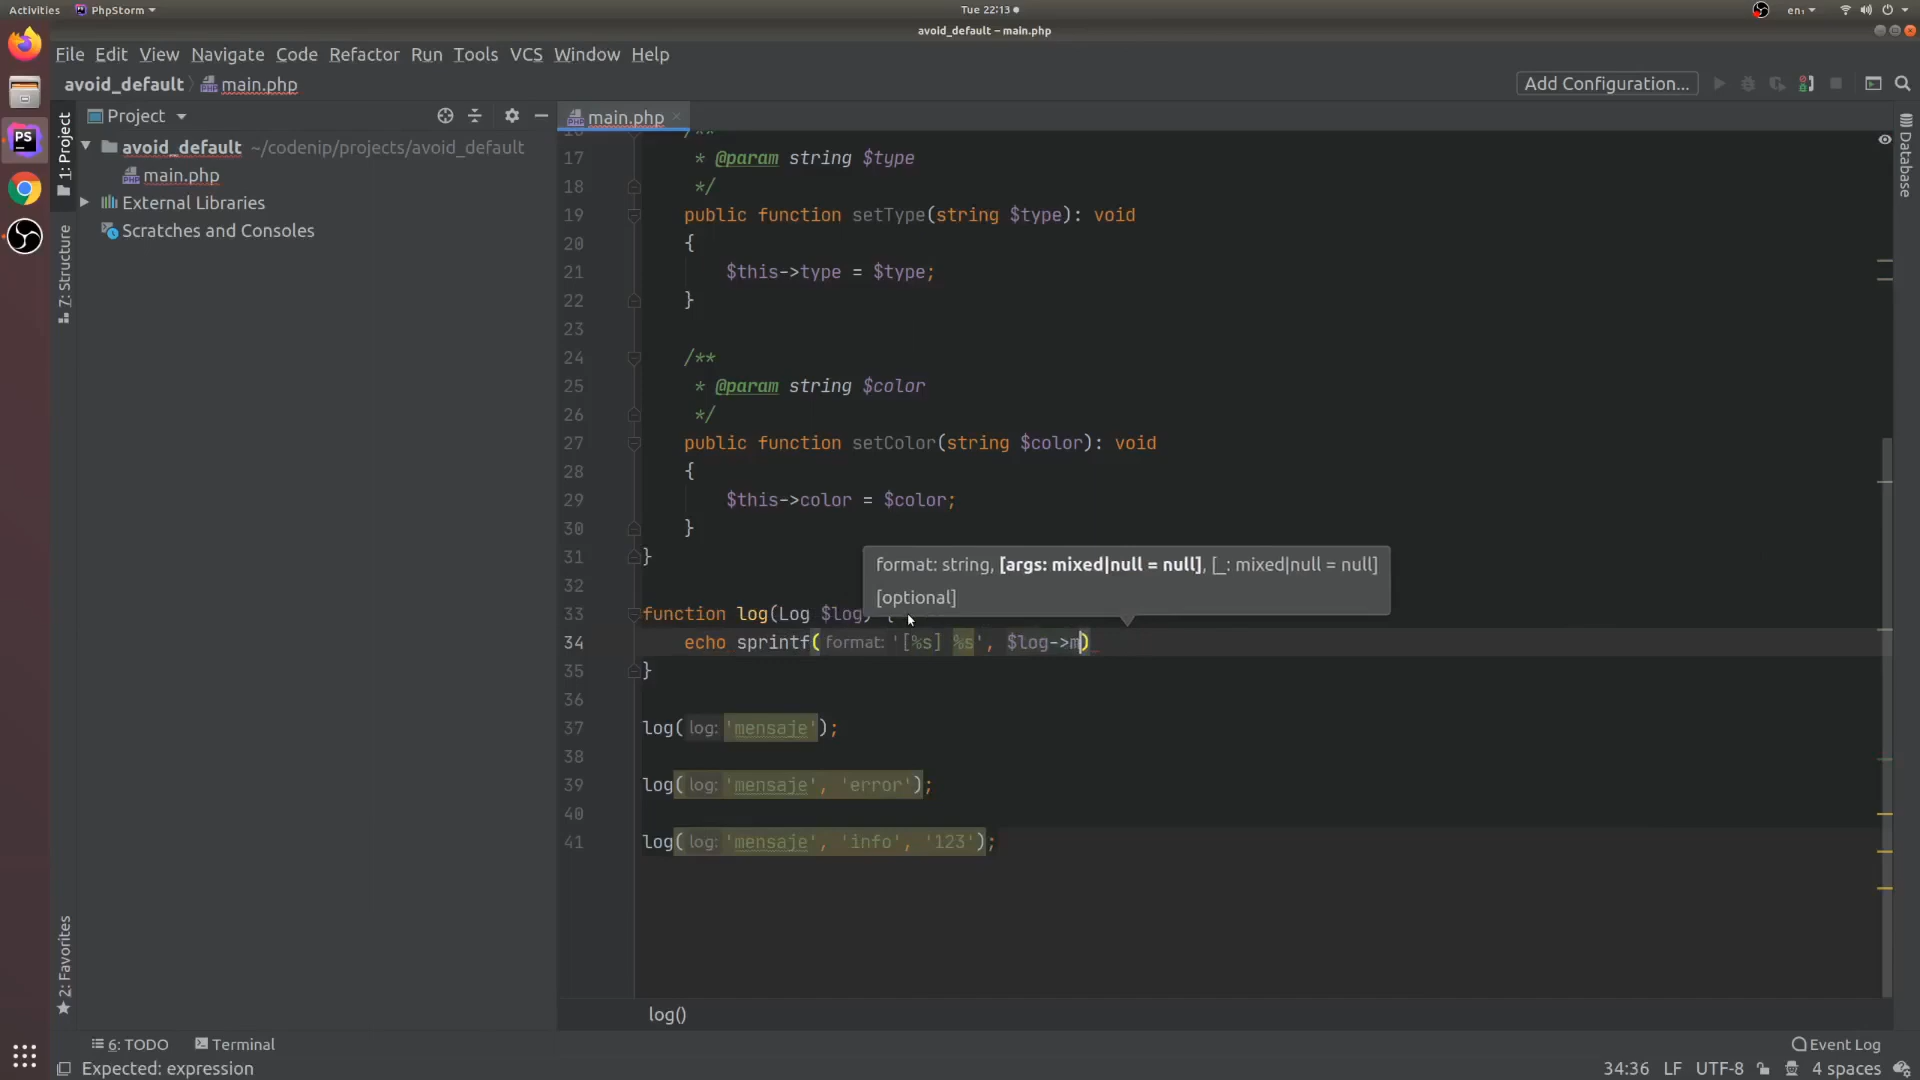 Activities PhpStorm Tue 22:13 en₁
avoid_default – main.php
File Edit View Navigate Code Refactor Run Tools VCS Window Help
avoid_default main.php Add Configuration...
Project main.php
avoid_default ~/codenip/projects/avoid_default
main.php
External Libraries
Scratches and Consoles
1: Project
7: Structure
2: Favorites
Database
/**
17 * @param string $type
18 */
19 public function setType(string $type): void
20 {
21 $this->type = $type;
22 }
23
24 /**
25 * @param string $color
26 */
27 public function setColor(string $color): void
28 {
29 $this->color = $color;
30 }
31 }
format: string, [args: mixed|null = null], [_: mixed|null = null]
[optional]
32
33 function log(Log $log) {
34 echo sprintf( format: '[%s] %s', $log->m)
35 }
36
37 log( log: 'mensaje');
38
39 log( log: 'mensaje', 'error');
40
41 log( log: 'mensaje', 'info', '123');
log()
6: TODO Terminal Event Log
Expected: expression 34:36 LF UTF-8 4 spaces
PS